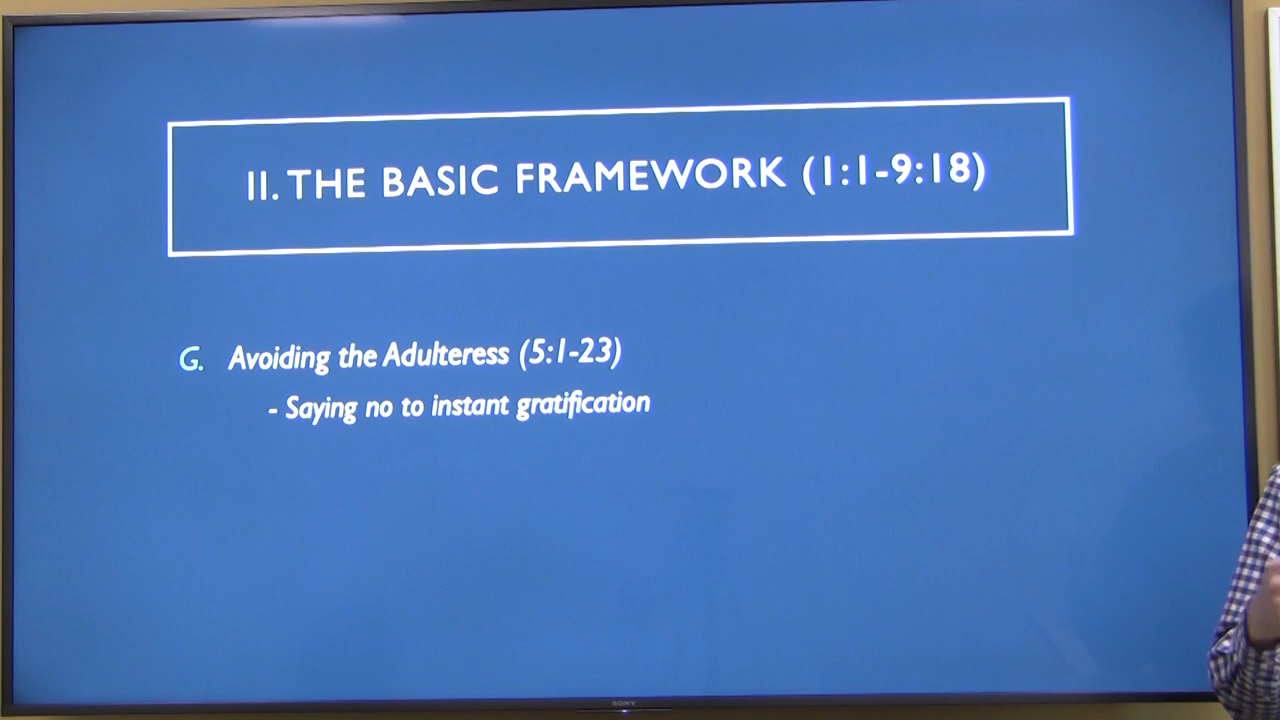 II. THE BASIC FRAMEWORK (1:1-9:18)
G. Avoiding the Adulteress (5:1-23)
- Saying no to instant gratification
SONY